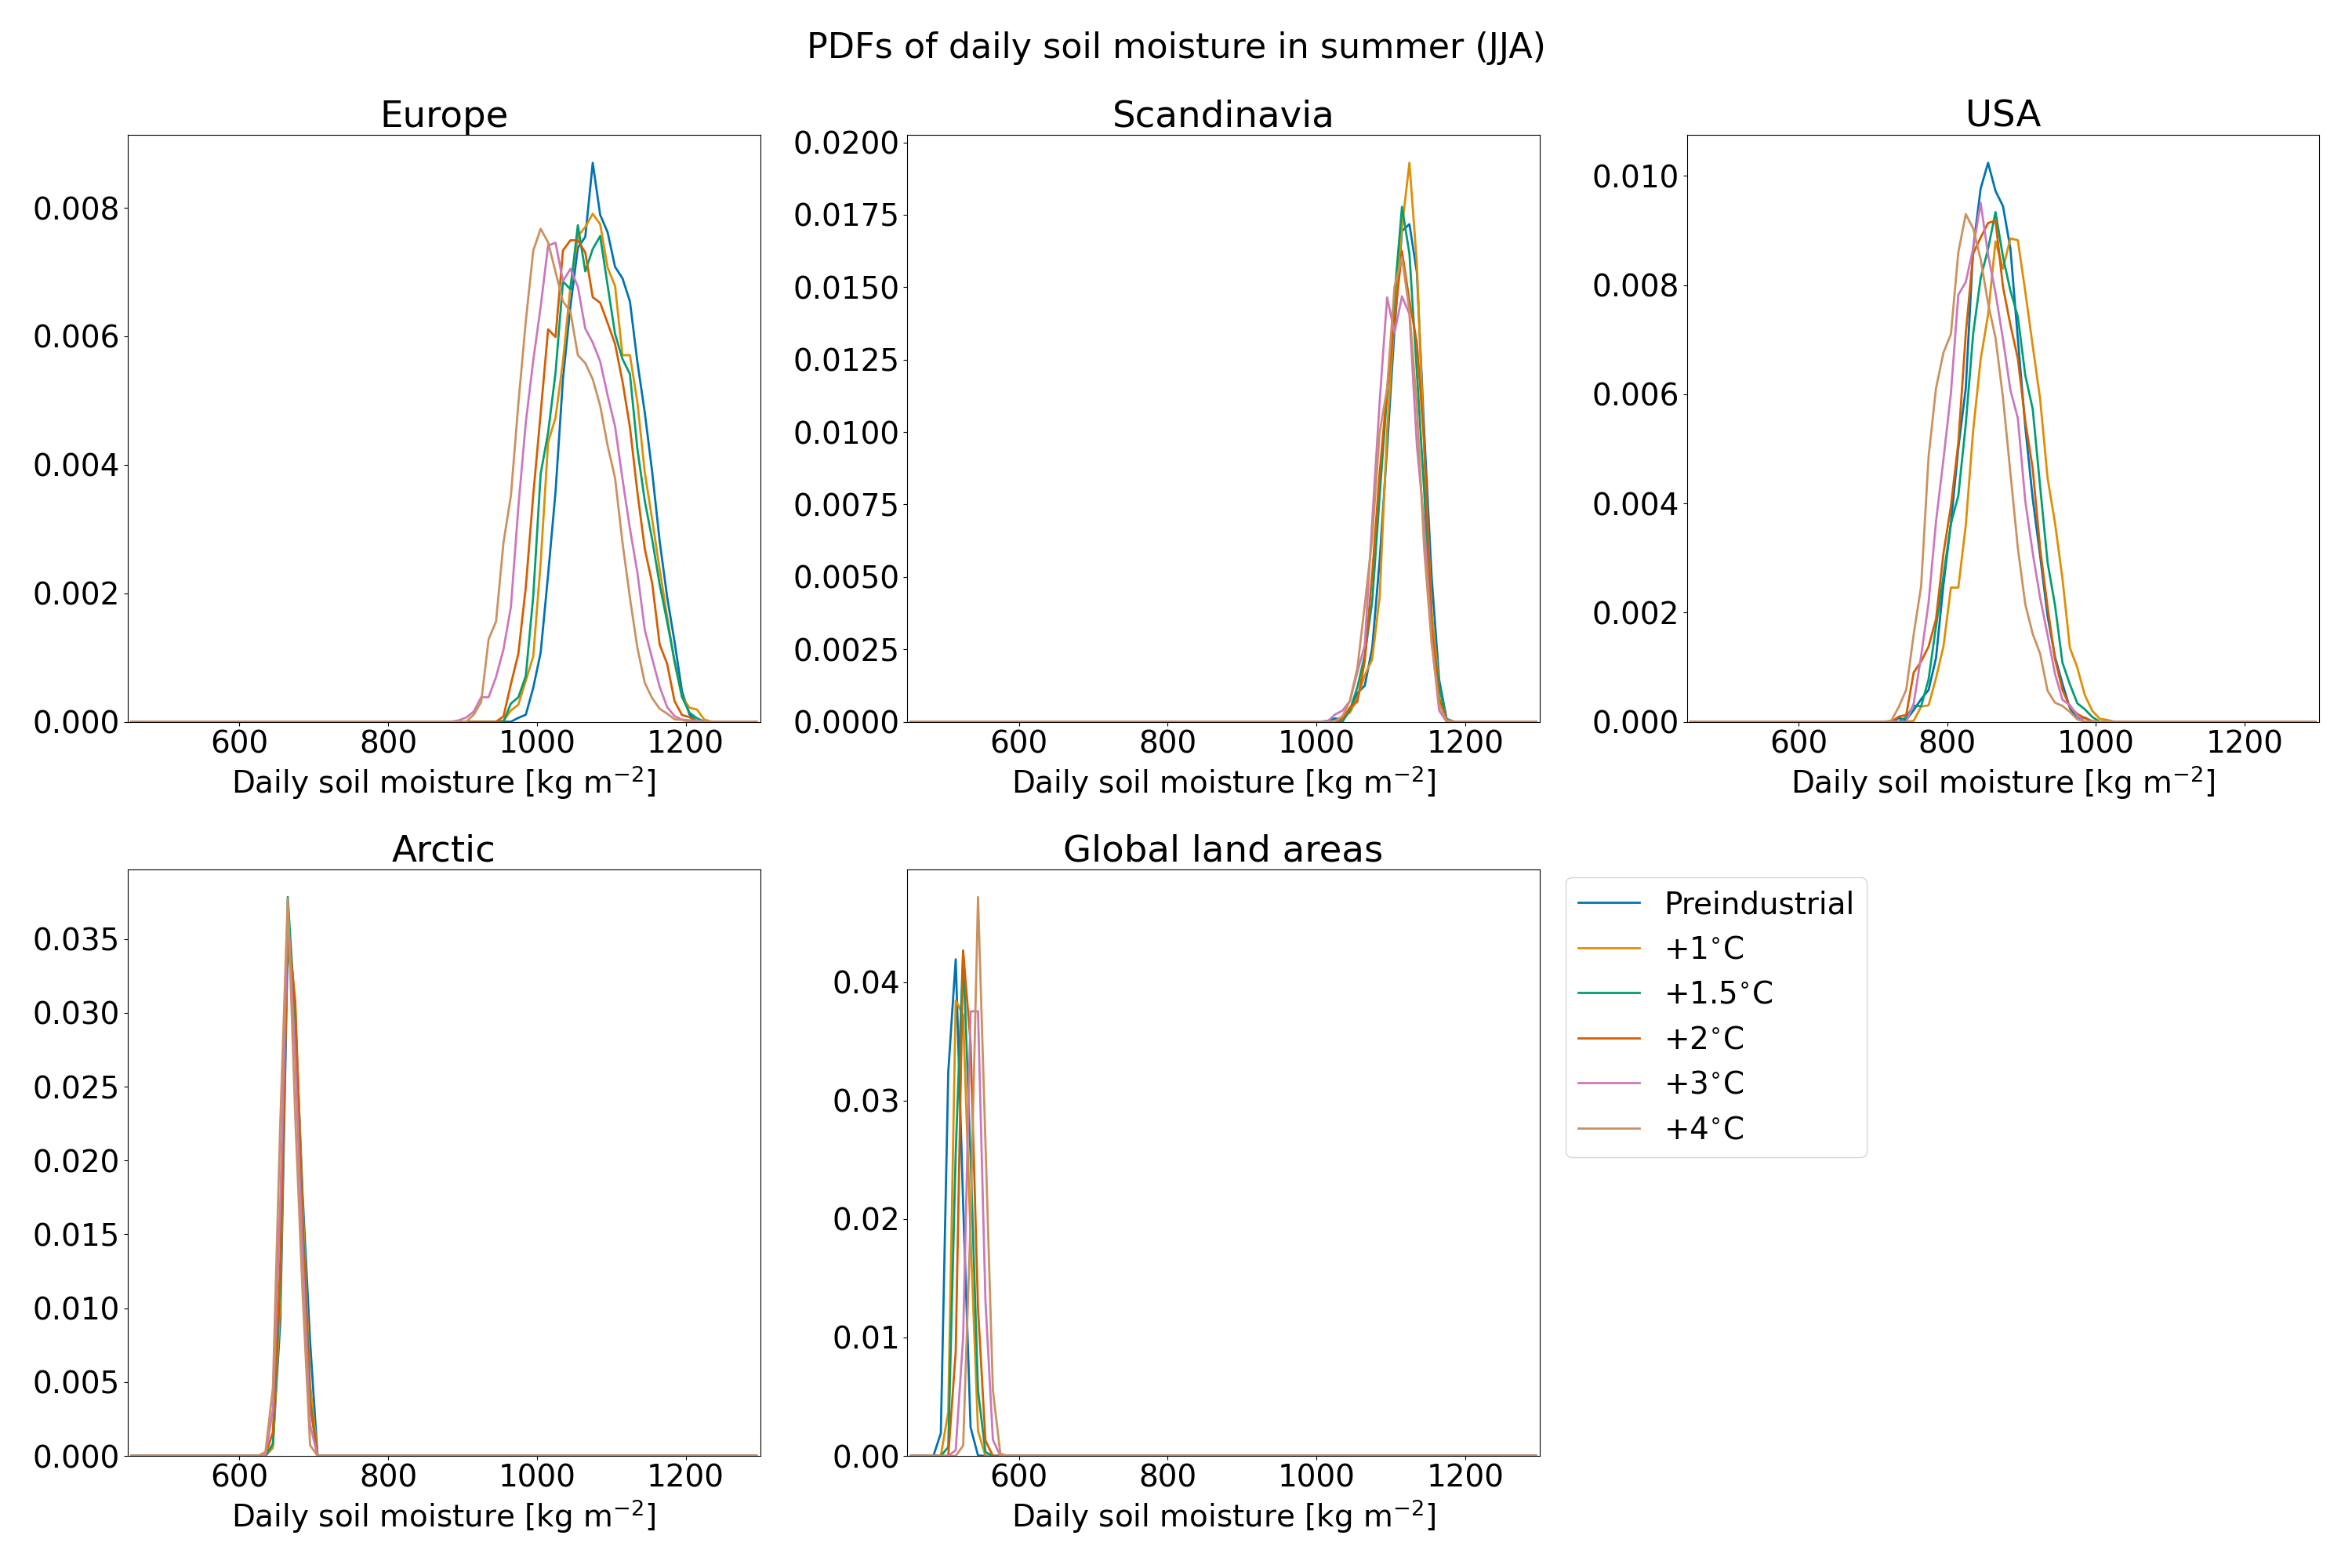 PDFs of daily soil moisture in summer (JJA)
Europe
0.008
0.006
0.004
0.002
0.000
600 800 1000 1200
Daily soil moisture [kg m⁻²]
Scandinavia
0.0200
0.0175
0.0150
0.0125
0.0100
0.0075
0.0050
0.0025
0.0000
600 800 1000 1200
Daily soil moisture [kg m⁻²]
USA
0.010
0.008
0.006
0.004
0.002
0.000
600 800 1000 1200
Daily soil moisture [kg m⁻²]
Arctic
0.035
0.030
0.025
0.020
0.015
0.010
0.005
0.000
600 800 1000 1200
Daily soil moisture [kg m⁻²]
Global land areas
0.04
0.03
0.02
0.01
0.00
600 800 1000 1200
Daily soil moisture [kg m⁻²]
Preindustrial
+1°C
+1.5°C
+2°C
+3°C
+4°C